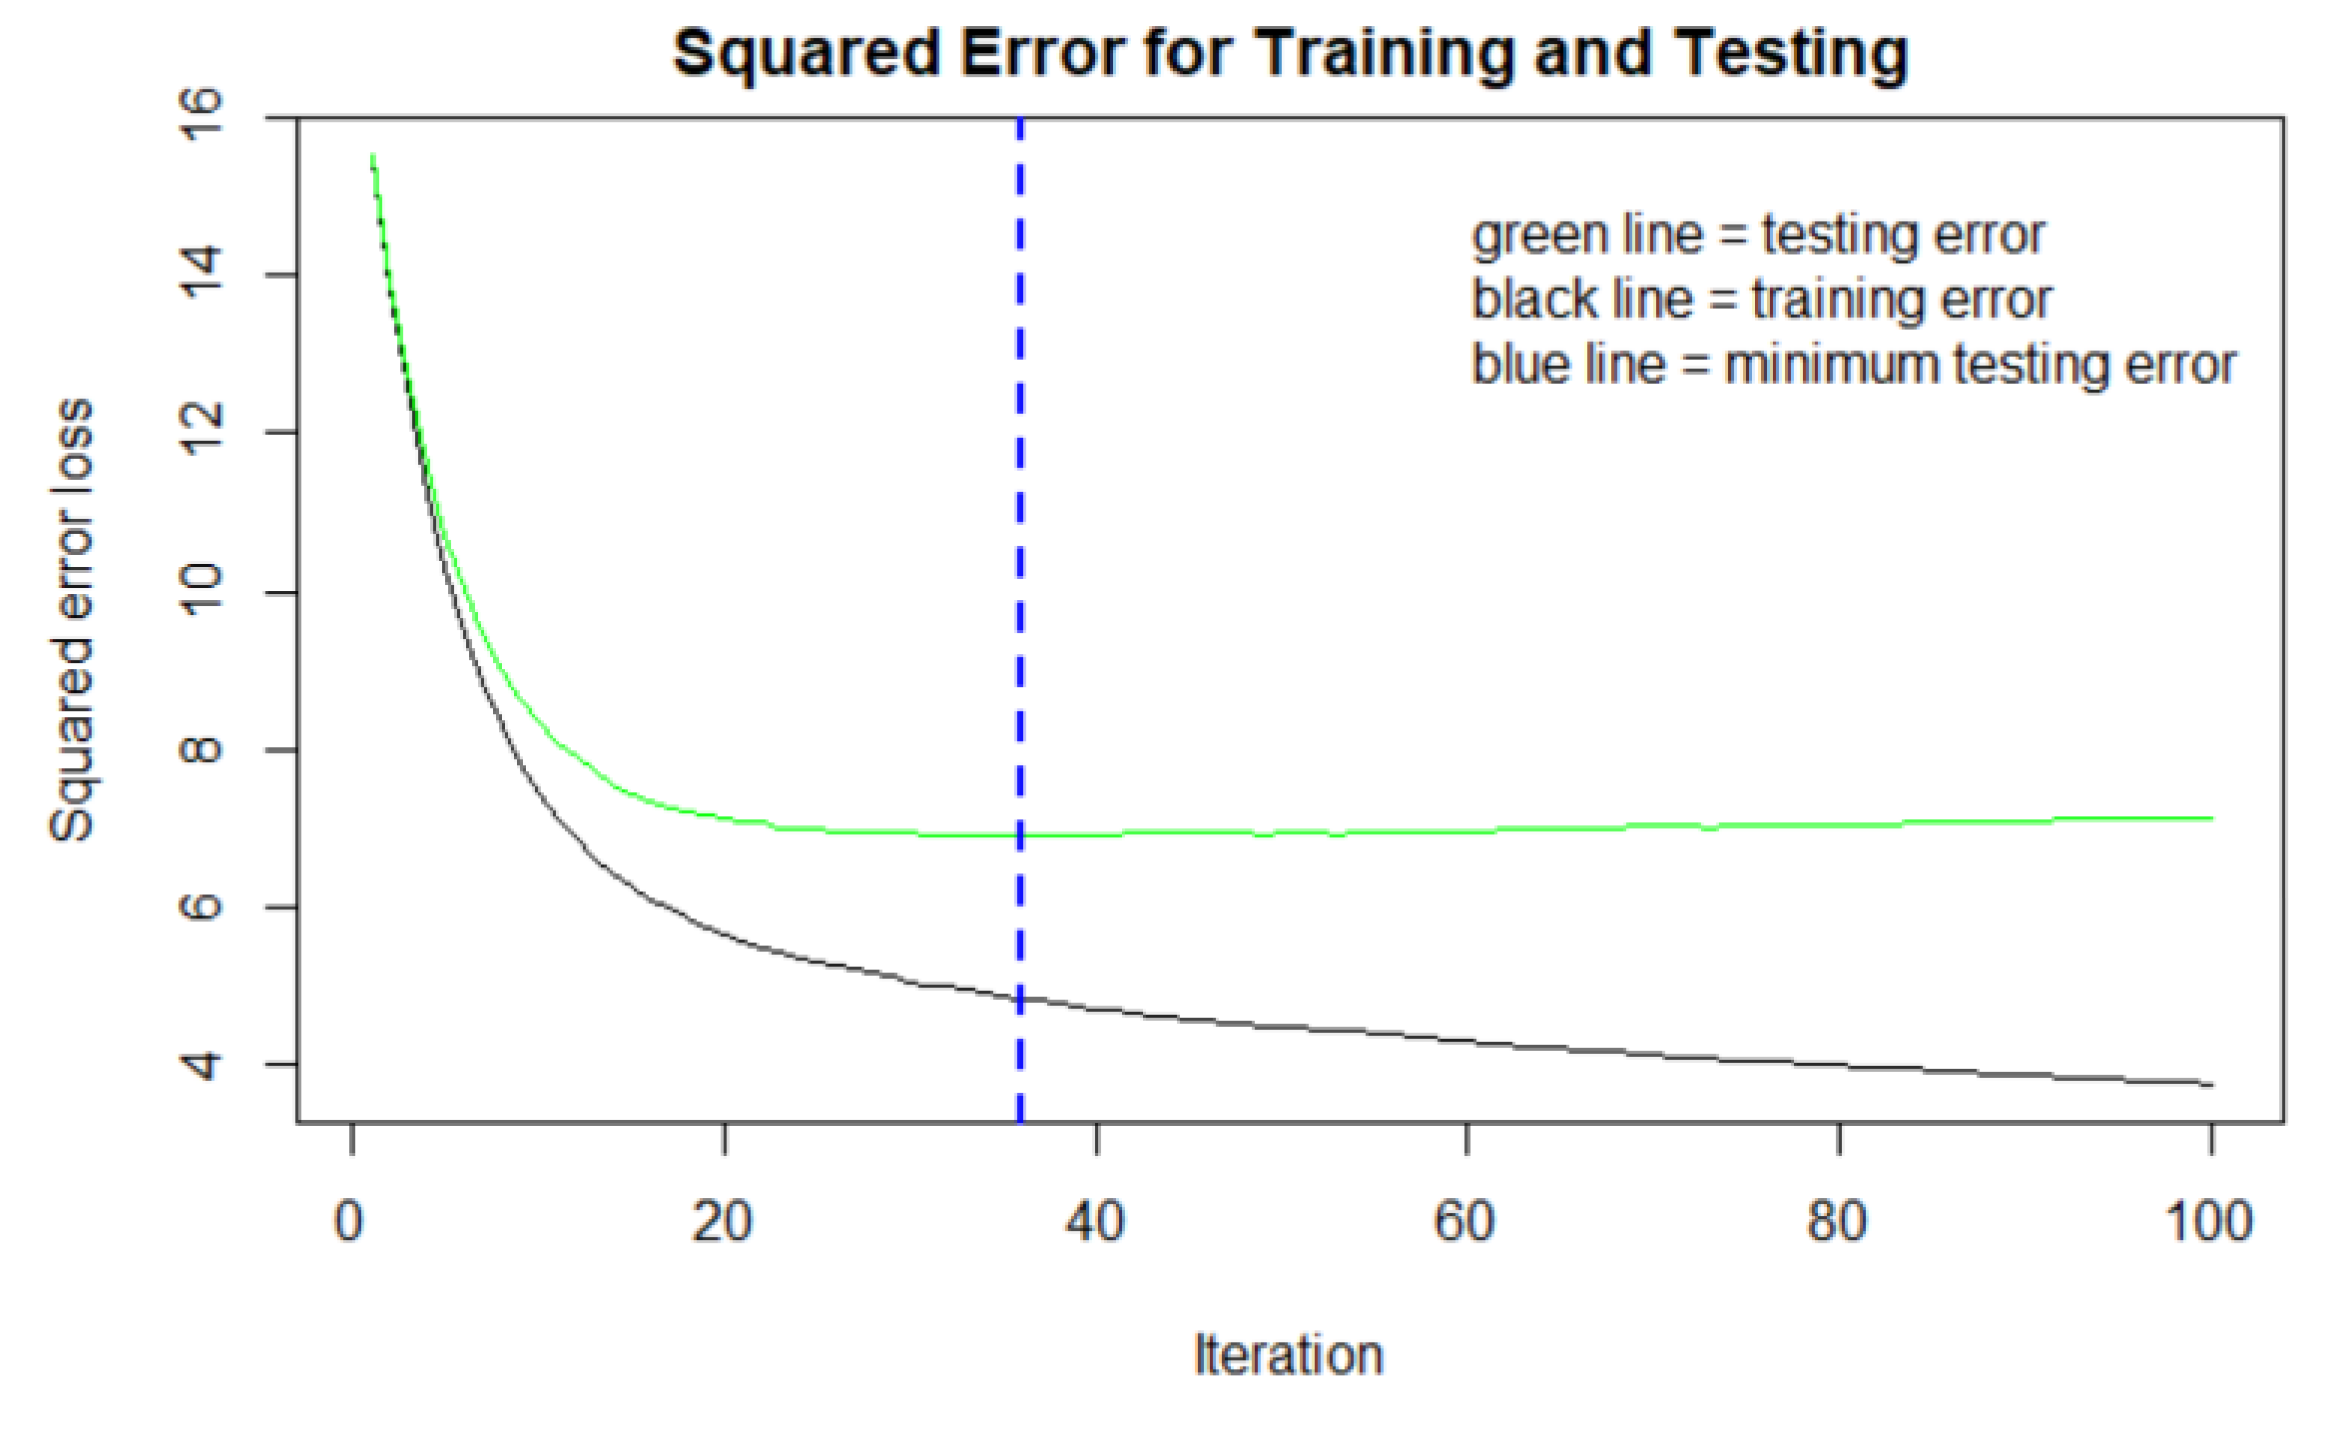 Squared Error for Training and Testing
16
14
12
10
8
6
4
Squared error loss
green line = testing error
black line = training error
blue line = minimum testing error
0 20 40 60 80 100
Iteration